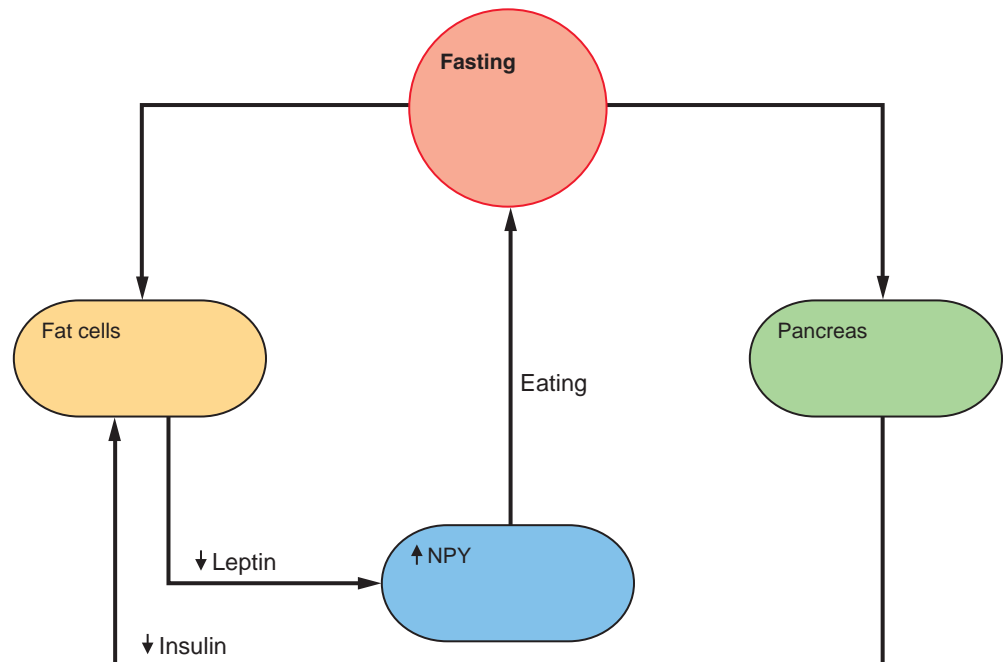 Fasting
Fat cells
Pancreas
Eating
↑ NPY
↓ Leptin
↓ Insulin